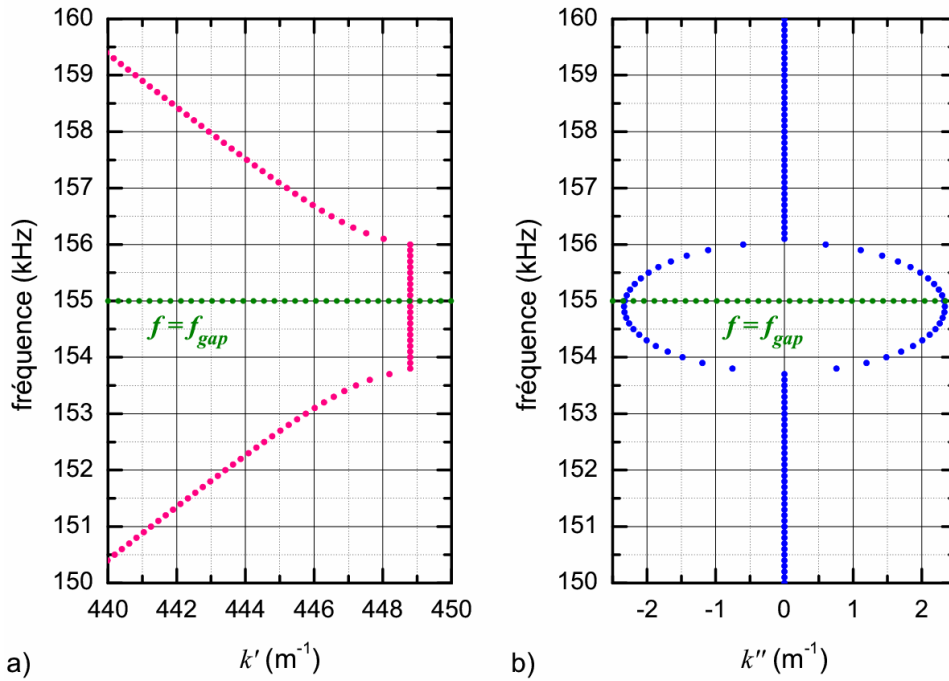 160
159
158
157
156
155
154
153
152
151
150
fréquence (kHz)
f = fgap
440 442 444 446 448 450
a)
k′ (m-1)
160
159
158
157
156
155
154
153
152
151
150
fréquence (kHz)
f = fgap
-2 -1 0 1 2
b)
k″ (m-1)